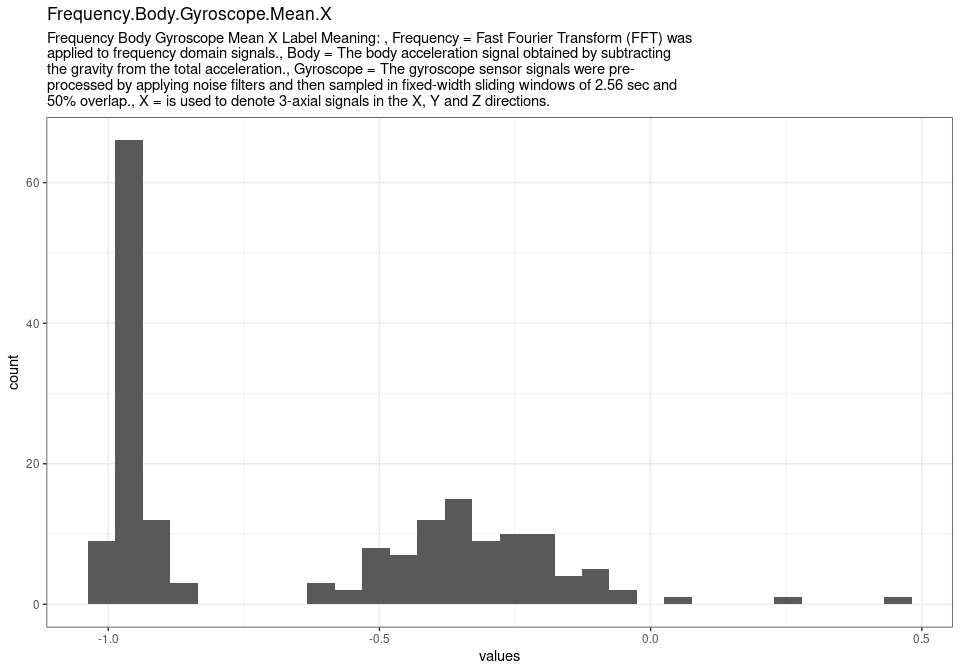 Frequency.Body.Gyroscope.Mean.X
Frequency Body Gyroscope Mean X Label Meaning: , Frequency = Fast Fourier Transform (FFT) was
applied to frequency domain signals., Body = The body acceleration signal obtained by subtracting
the gravity from the total acceleration., Gyroscope = The gyroscope sensor signals were pre-
processed by applying noise filters and then sampled in fixed-width sliding windows of 2.56 sec and
50% overlap., X = is used to denote 3-axial signals in the X, Y and Z directions.
60
40
20
0
count
-1.0
-0.5
0.0
0.5
values